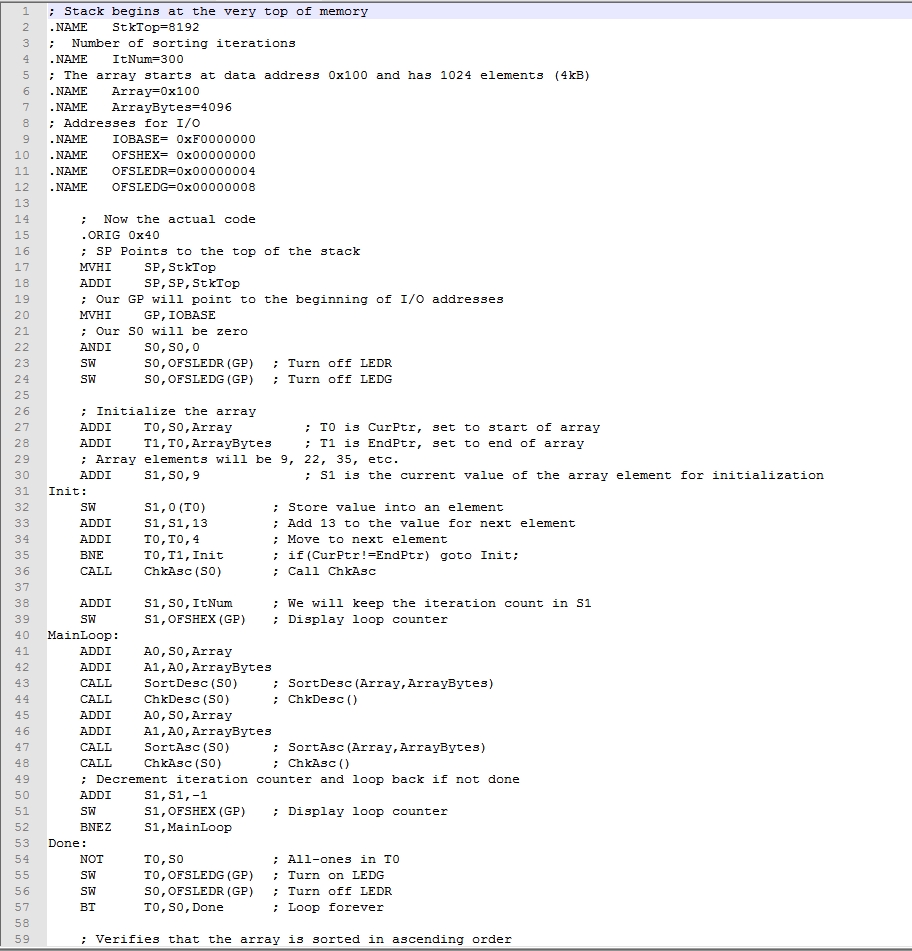 1 ; Stack begins at the very top of memory
2 .NAME StkTop=8192
3 ; Number of sorting iterations
4 .NAME ItNum=300
5 ; The array starts at data address 0x100 and has 1024 elements (4kB)
6 .NAME Array=0x100
7 .NAME ArrayBytes=4096
8 ; Addresses for I/O
9 .NAME IOBASE= 0xF0000000
10 .NAME OFSHEX= 0x00000000
11 .NAME OFSLEDR=0x00000004
12 .NAME OFSLEDG=0x00000008
13
14 ; Now the actual code
15 .ORIG 0x40
16 ; SP Points to the top of the stack
17 MVHI SP,StkTop
18 ADDI SP,SP,StkTop
19 ; Our GP will point to the beginning of I/O addresses
20 MVHI GP,IOBASE
21 ; Our S0 will be zero
22 ANDI S0,S0,0
23 SW S0,OFSLEDR(GP) ; Turn off LEDR
24 SW S0,OFSLEDG(GP) ; Turn off LEDG
25
26 ; Initialize the array
27 ADDI T0,S0,Array ; T0 is CurPtr, set to start of array
28 ADDI T1,T0,ArrayBytes ; T1 is EndPtr, set to end of array
29 ; Array elements will be 9, 22, 35, etc.
30 ADDI S1,S0,9 ; S1 is the current value of the array element for initialization
31 Init:
32 SW S1,0(T0) ; Store value into an element
33 ADDI S1,S1,13 ; Add 13 to the value for next element
34 ADDI T0,T0,4 ; Move to next element
35 BNE T0,T1,Init ; if(CurPtr!=EndPtr) goto Init;
36 CALL ChkAsc(S0) ; Call ChkAsc
37
38 ADDI S1,S0,ItNum ; We will keep the iteration count in S1
39 SW S1,OFSHEX(GP) ; Display loop counter
40 MainLoop:
41 ADDI A0,S0,Array
42 ADDI A1,A0,ArrayBytes
43 CALL SortDesc(S0) ; SortDesc(Array,ArrayBytes)
44 CALL ChkDesc(S0) ; ChkDesc()
45 ADDI A0,S0,Array
46 ADDI A1,A0,ArrayBytes
47 CALL SortAsc(S0) ; SortAsc(Array,ArrayBytes)
48 CALL ChkAsc(S0) ; ChkAsc()
49 ; Decrement iteration counter and loop back if not done
50 ADDI S1,S1,-1
51 SW S1,OFSHEX(GP) ; Display loop counter
52 BNEZ S1,MainLoop
53 Done:
54 NOT T0,S0 ; All-ones in T0
55 SW T0,OFSLEDG(GP) ; Turn on LEDG
56 SW S0,OFSLEDR(GP) ; Turn off LEDR
57 BT T0,S0,Done ; Loop forever
58
59 ; Verifies that the array is sorted in ascending order